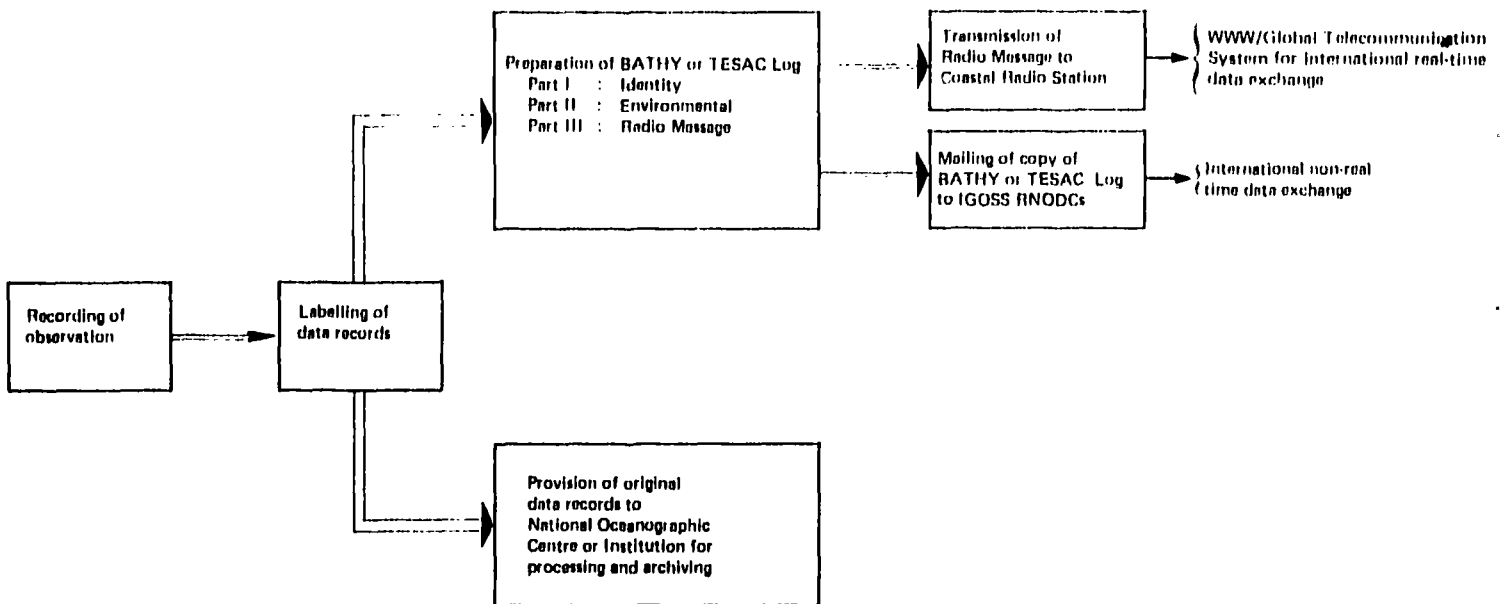 Preparation of BATHY or TESAC Log
Part I : Identity
Part II : Environmental
Part III : Radio Message
Transmission of
Radio Message to
Coastal Radio Station
WWW/Global Telecommunication
System for International real-time
data exchange
Mailing of copy of
BATHY or TESAC Log
to IGOSS RNODCs
International non-real
time data exchange
Recording of
observation
Labelling of
data records
Provision of original
data records to
National Oceanographic
Centre or Institution for
processing and archiving